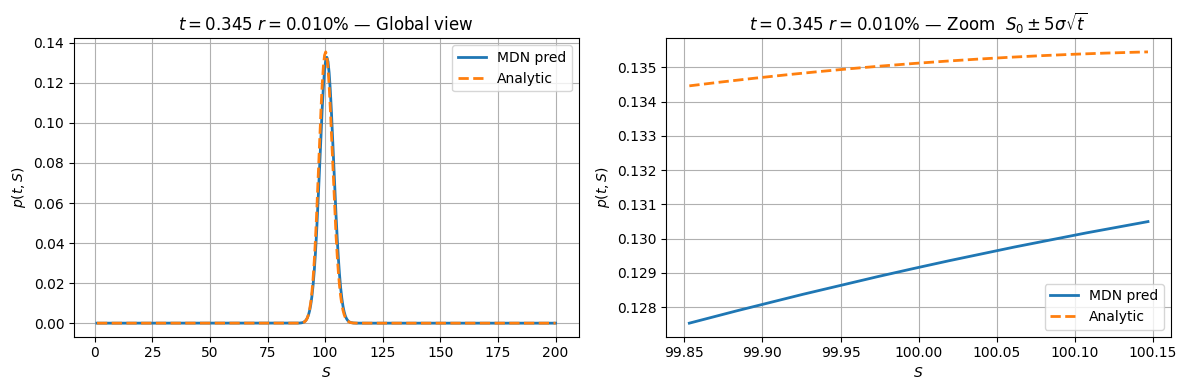 t = 0.345 r = 0.010% — Global view
p(t, S)
0.14
0.12
0.10
0.08
0.06
0.04
0.02
0.00
MDN pred
Analytic
0 25 50 75 100 125 150 175 200
S
t = 0.345 r = 0.010% — Zoom S₀ ± 5σ√t
p(t, S)
0.135
0.134
0.133
0.132
0.131
0.130
0.129
0.128
MDN pred
Analytic
99.85 99.90 99.95 100.00 100.05 100.10 100.15
S